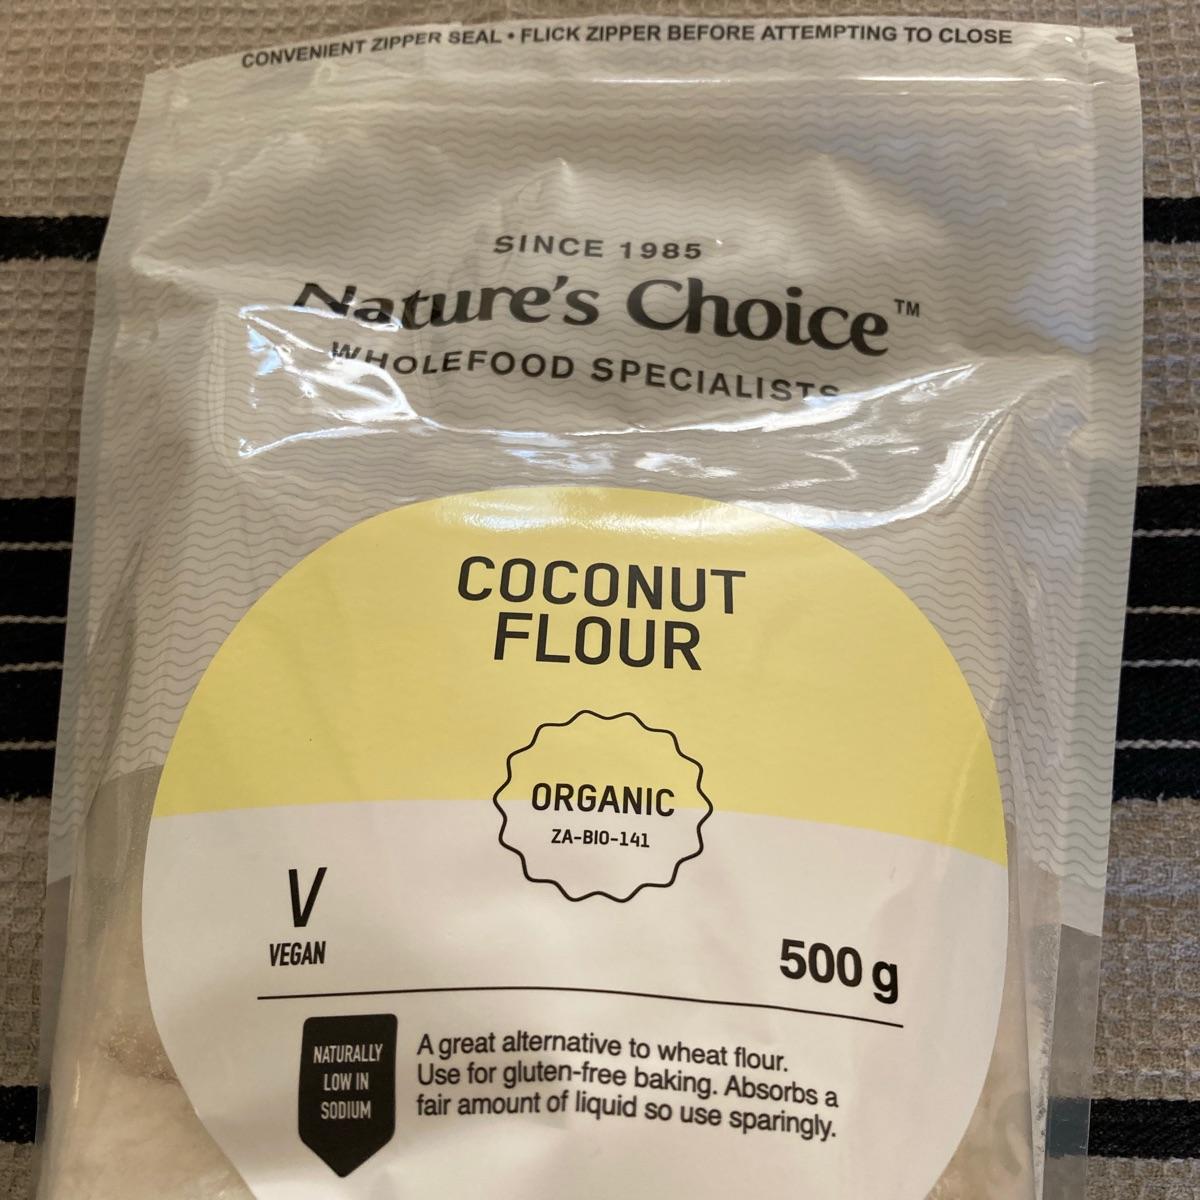 CONVENIENT ZIPPER SEAL • FLICK ZIPPER BEFORE ATTEMPTING TO CLOSE
SINCE 1985
Nature's Choice™
WHOLEFOOD SPECIALISTS
COCONUT
FLOUR
ORGANIC
ZA-BIO-141
V
VEGAN
500 g
NATURALLY
LOW IN
SODIUM
A great alternative to wheat flour.
Use for gluten-free baking. Absorbs a
fair amount of liquid so use sparingly.